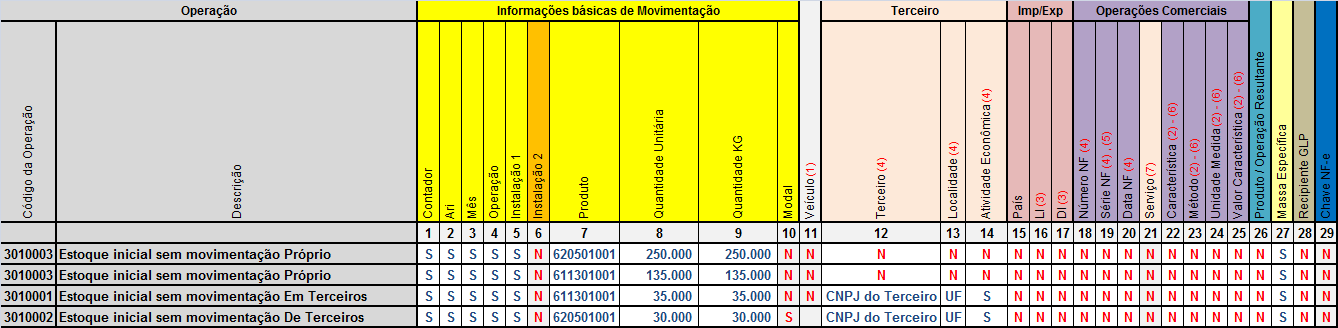 Operação Informações básicas de Movimentação Terceiro Imp/Exp Operações Comerciais
Código da Operação
Descrição
Contador
Ari
Mês
Operação
Instalação 1
Instalação 2
Produto
Quantidade Unitária
Quantidade KG
Modal
Veículo (1)
Terceiro (4)
Localidade (4)
Atividade Econômica (4)
País
LI (3)
DI (3)
Número NF (4)
Série NF (4) , (5)
Data NF (4)
Serviço (7)
Característica (2) - (6)
Método (2) - (6)
Unidade Medida (2) - (6)
Valor Característica (2) - (6)
Produto / Operação Resultante
Massa Específica
Recipiente GLP
Chave NF-e
1 2 3 4 5 6 7 8 9 10 11 12 13 14 15 16 17 18 19 20 21 22 23 24 25 26 27 28 29
3010003 Estoque inicial sem movimentação Próprio S S S S S N 620501001 250.000 250.000 N N N N N N N N N N N N N N N N N S N N
3010003 Estoque inicial sem movimentação Próprio S S S S S N 611301001 135.000 135.000 N N N N N N N N N N N N N N N N N S N N
3010001 Estoque inicial sem movimentação Em Terceiros S S S S S N 611301001 35.000 35.000 N N CNPJ do Terceiro UF S N N N N N N N N N N N N S N N
3010002 Estoque inicial sem movimentação De Terceiros S S S S S N 620501001 30.000 30.000 S CNPJ do Terceiro UF S N N N N N N N N N N N N S N N